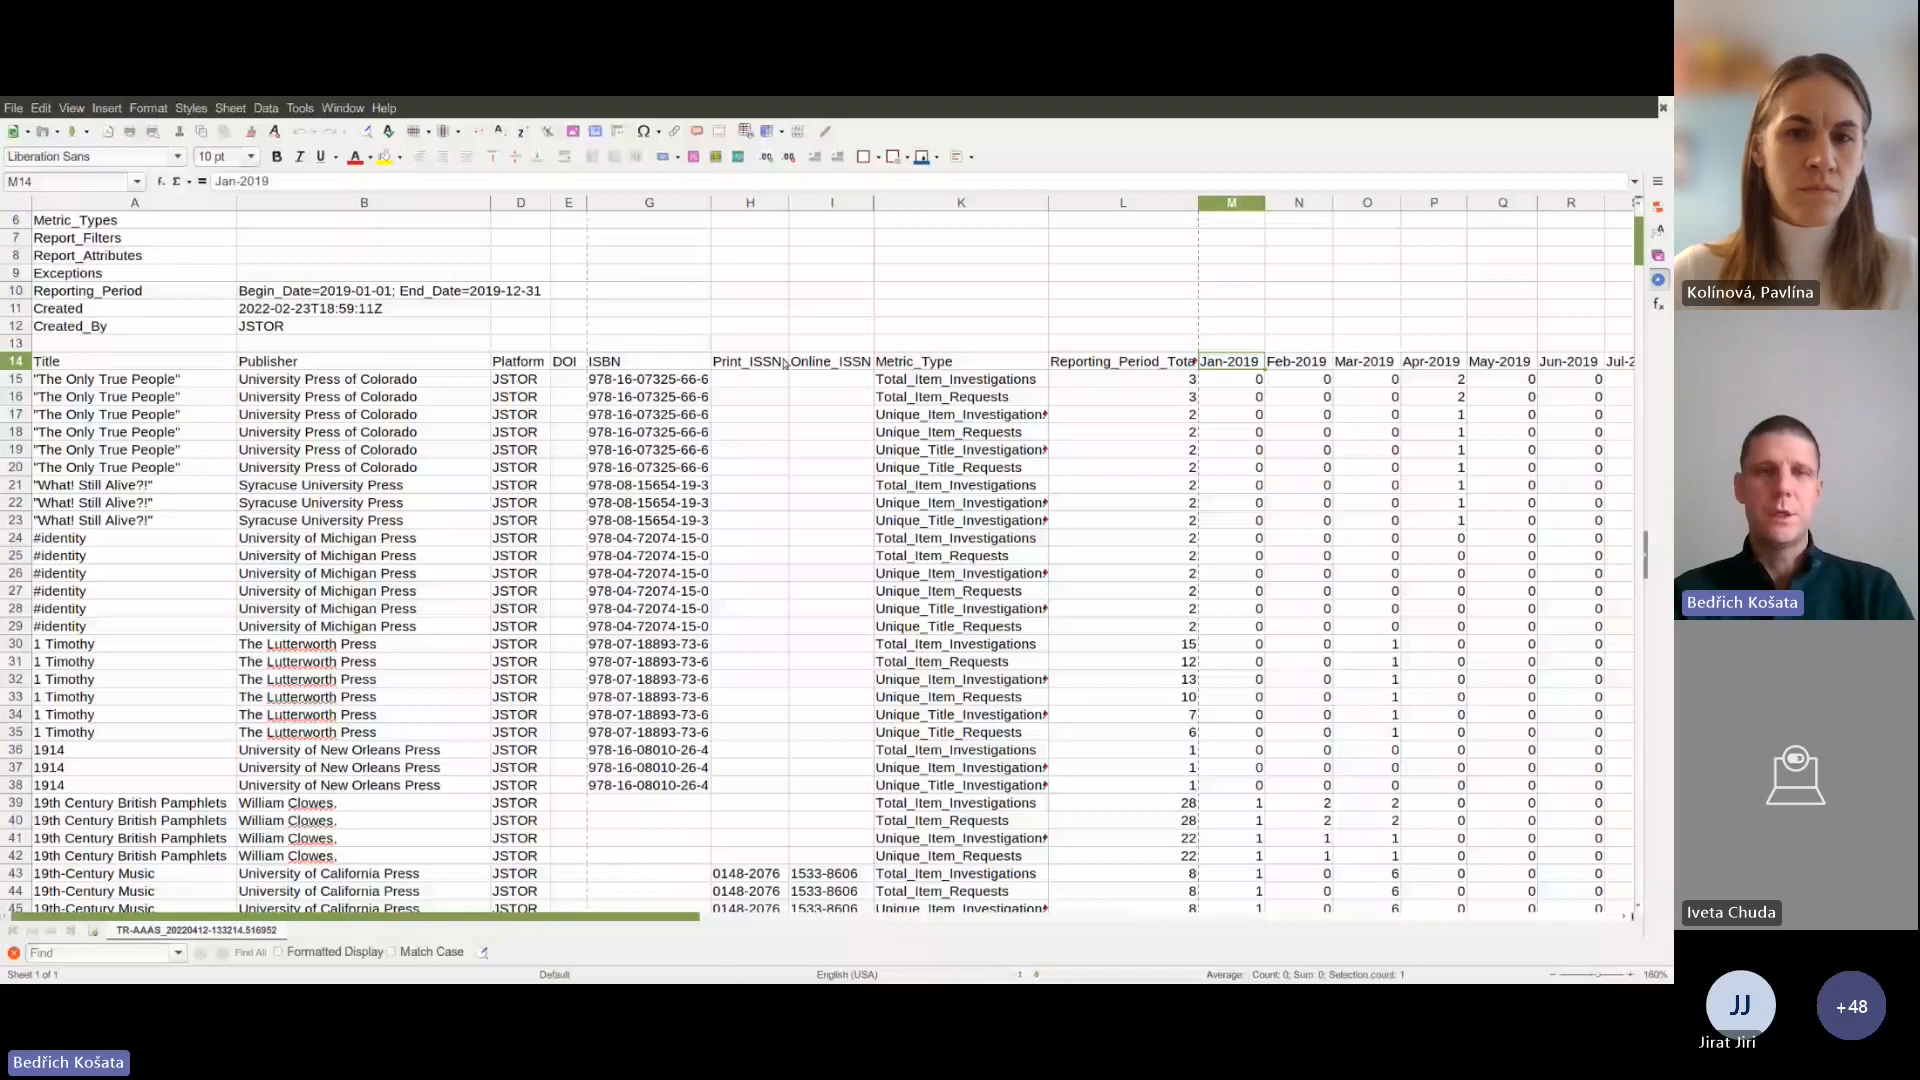 File Edit View Insert Format Styles Sheet Data Tools Window Help
Liberation Sans 10 pt
M14 Jan-2019
A B D E G H I K L M N O P Q R
6 Metric_Types
7 Report_Filters
8 Report_Attributes
9 Exceptions
10 Reporting_Period Begin_Date=2019-01-01; End_Date=2019-12-31
11 Created 2022-02-23T18:59:11Z
12 Created_By JSTOR
13
14 Title Publisher Platform DOI ISBN Print_ISSN Online_ISSN Metric_Type Reporting_Period_Tota Jan-2019 Feb-2019 Mar-2019 Apr-2019 May-2019 Jun-2019 Jul-2
15 "The Only True People" University Press of Colorado JSTOR 978-16-07325-66-6 Total_Item_Investigations 3 0 0 0 2 0 0
16 "The Only True People" University Press of Colorado JSTOR 978-16-07325-66-6 Total_Item_Requests 3 0 0 0 2 0 0
17 "The Only True People" University Press of Colorado JSTOR 978-16-07325-66-6 Unique_Item_Investigation 2 0 0 0 1 0 0
18 "The Only True People" University Press of Colorado JSTOR 978-16-07325-66-6 Unique_Item_Requests 2 0 0 0 1 0 0
19 "The Only True People" University Press of Colorado JSTOR 978-16-07325-66-6 Unique_Title_Investigation 2 0 0 0 1 0 0
20 "The Only True People" University Press of Colorado JSTOR 978-16-07325-66-6 Unique_Title_Requests 2 0 0 0 1 0 0
21 "What! Still Alive?!" Syracuse University Press JSTOR 978-08-15654-19-3 Total_Item_Investigations 2 0 0 0 1 0 0
22 "What! Still Alive?!" Syracuse University Press JSTOR 978-08-15654-19-3 Unique_Item_Investigation 2 0 0 0 1 0 0
23 "What! Still Alive?!" Syracuse University Press JSTOR 978-08-15654-19-3 Unique_Title_Investigation 2 0 0 0 1 0 0
24 #identity University of Michigan Press JSTOR 978-04-72074-15-0 Total_Item_Investigations 2 0 0 0 0 0 0
25 #identity University of Michigan Press JSTOR 978-04-72074-15-0 Total_Item_Requests 2 0 0 0 0 0 0
26 #identity University of Michigan Press JSTOR 978-04-72074-15-0 Unique_Item_Investigation 2 0 0 0 0 0 0
27 #identity University of Michigan Press JSTOR 978-04-72074-15-0 Unique_Item_Requests 2 0 0 0 0 0 0
28 #identity University of Michigan Press JSTOR 978-04-72074-15-0 Unique_Title_Investigation 2 0 0 0 0 0 0
29 #identity University of Michigan Press JSTOR 978-04-72074-15-0 Unique_Title_Requests 2 0 0 0 0 0 0
30 1 Timothy The Lutterworth Press JSTOR 978-07-18893-73-6 Total_Item_Investigations 15 0 0 1 0 0 0
31 1 Timothy The Lutterworth Press JSTOR 978-07-18893-73-6 Total_Item_Requests 12 0 0 1 0 0 0
32 1 Timothy The Lutterworth Press JSTOR 978-07-18893-73-6 Unique_Item_Investigation 13 0 0 1 0 0 0
33 1 Timothy The Lutterworth Press JSTOR 978-07-18893-73-6 Unique_Item_Requests 10 0 0 1 0 0 0
34 1 Timothy The Lutterworth Press JSTOR 978-07-18893-73-6 Unique_Title_Investigation 7 0 0 1 0 0 0
35 1 Timothy The Lutterworth Press JSTOR 978-07-18893-73-6 Unique_Title_Requests 6 0 0 1 0 0 0
36 1914 University of New Orleans Press JSTOR 978-16-08010-26-4 Total_Item_Investigations 1 0 0 0 0 0 0
37 1914 University of New Orleans Press JSTOR 978-16-08010-26-4 Unique_Item_Investigation 1 0 0 0 0 0 0
38 1914 University of New Orleans Press JSTOR 978-16-08010-26-4 Unique_Title_Investigation 1 0 0 0 0 0 0
39 19th Century British Pamphlets William Clowes, JSTOR Total_Item_Investigations 28 1 2 2 0 0 0
40 19th Century British Pamphlets William Clowes, JSTOR Total_Item_Requests 28 1 2 2 0 0 0
41 19th Century British Pamphlets William Clowes, JSTOR Unique_Item_Investigation 22 1 1 1 0 0 0
42 19th Century British Pamphlets William Clowes, JSTOR Unique_Item_Requests 22 1 1 1 0 0 0
43 19th-Century Music University of California Press JSTOR 0148-2076 1533-8606 Total_Item_Investigations 8 1 0 6 0 0 0
44 19th-Century Music University of California Press JSTOR 0148-2076 1533-8606 Total_Item_Requests 8 1 0 6 0 0 0
45 19th-Century Music University of California Press JSTOR 0148-2076 1533-8606 Unique_Item_Investigation 8 1 0 6 0 0 0
TR-AAAS_20220412-133214.516952
Find Find All Formatted Display Match Case
Sheet 1 of 1 Default English (USA) Average: ; Count: 0; Sum: 0; Selection count: 1 160%
Kolínová, Pavlína
Bedřich Košata
Iveta Chuda
JJ
+48
Jirat Jiri
Bedřich Košata